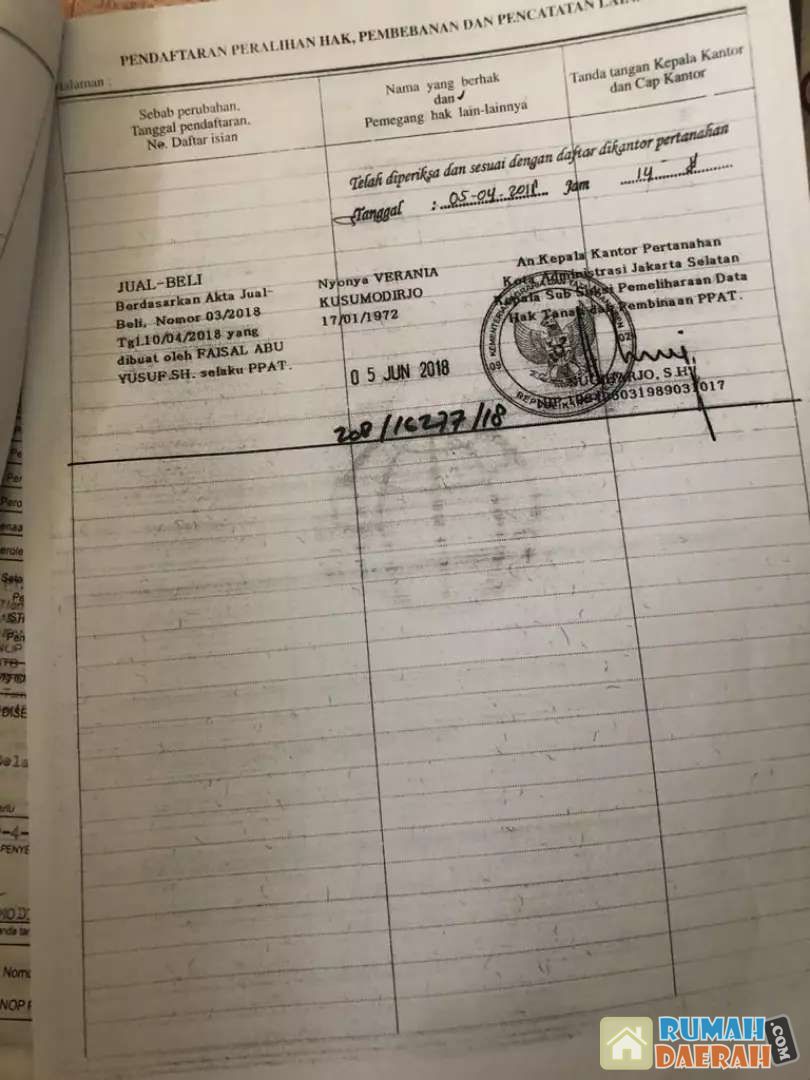 PENDAFTARAN PERALIHAN HAK, PEMBEBANAN DAN PENCATATAN
Halaman :
Sebab perubahan.
Tanggal pendaftaran.
No. Daftar isian
Nama yang berhak
dan
Pemegang hak lain-lainnya
Tanda tangan Kepala Kantor
dan Cap Kantor
Telah diperiksa dan sesuai dengan daftar dikantor pertanahan
Tanggal : 05-04-2018 Jam 14
JUAL-BELI
Berdasarkan Akta Jual-
Beli, Nomor 03/2018
Tgl.10/04/2018 yang
dibuat oleh FAISAL ABU
YUSUF.SH. selaku PPAT.
Nyonya VERANIA
KUSUMODIRJO
17/01/1972
05 JUN 2018
208/16277/18
An.Kepala Kantor Pertanahan
Kota Administrasi Jakarta Selatan
Kepala Sub Seksi Pemeliharaan Data
Hak Tanah dan Pembinaan PPAT.
S.H
REPUBLIK
RUMAH
DAERAH
.COM